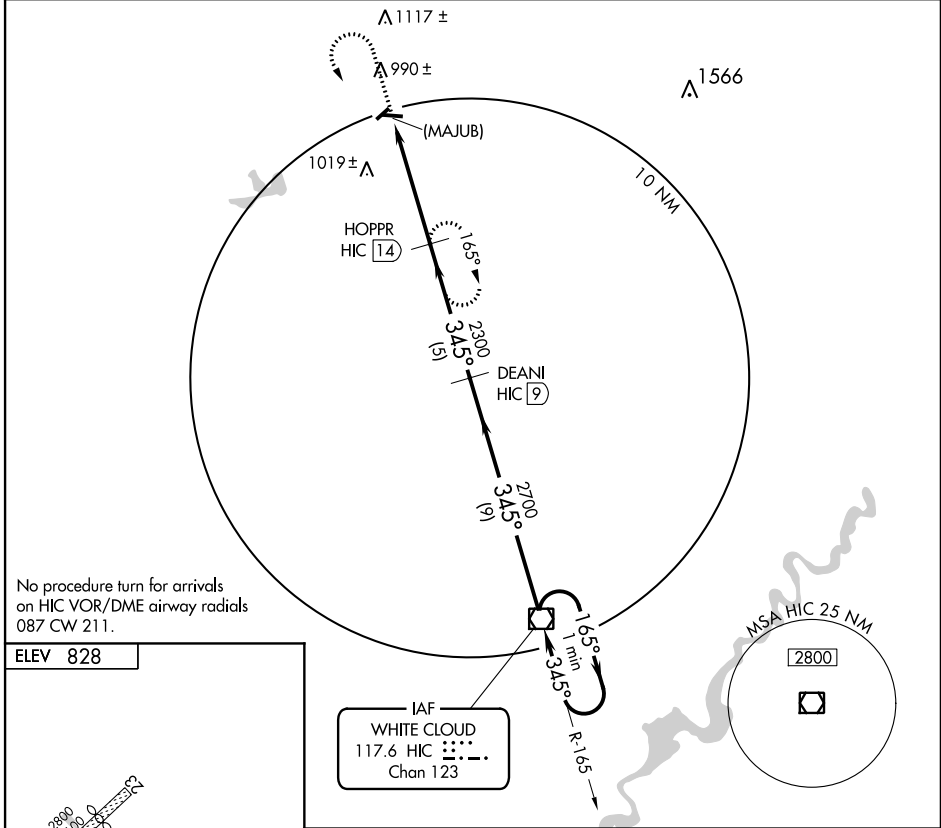 1117 ±
990 ±
1566
(MAJUB)
1019 ±
10 NM
HOPPR
HIC 14
165°
2300
345°
(5)
DEANI
HIC 9
2700
345°
(9)
No procedure turn for arrivals
on HIC VOR/DME airway radials
087 CW 211.
165°
1 min
345°
MSA HIC 25 NM
2800
ELEV 828
IAF
WHITE CLOUD
117.6 HIC
Chan 123
R-165
23
2800